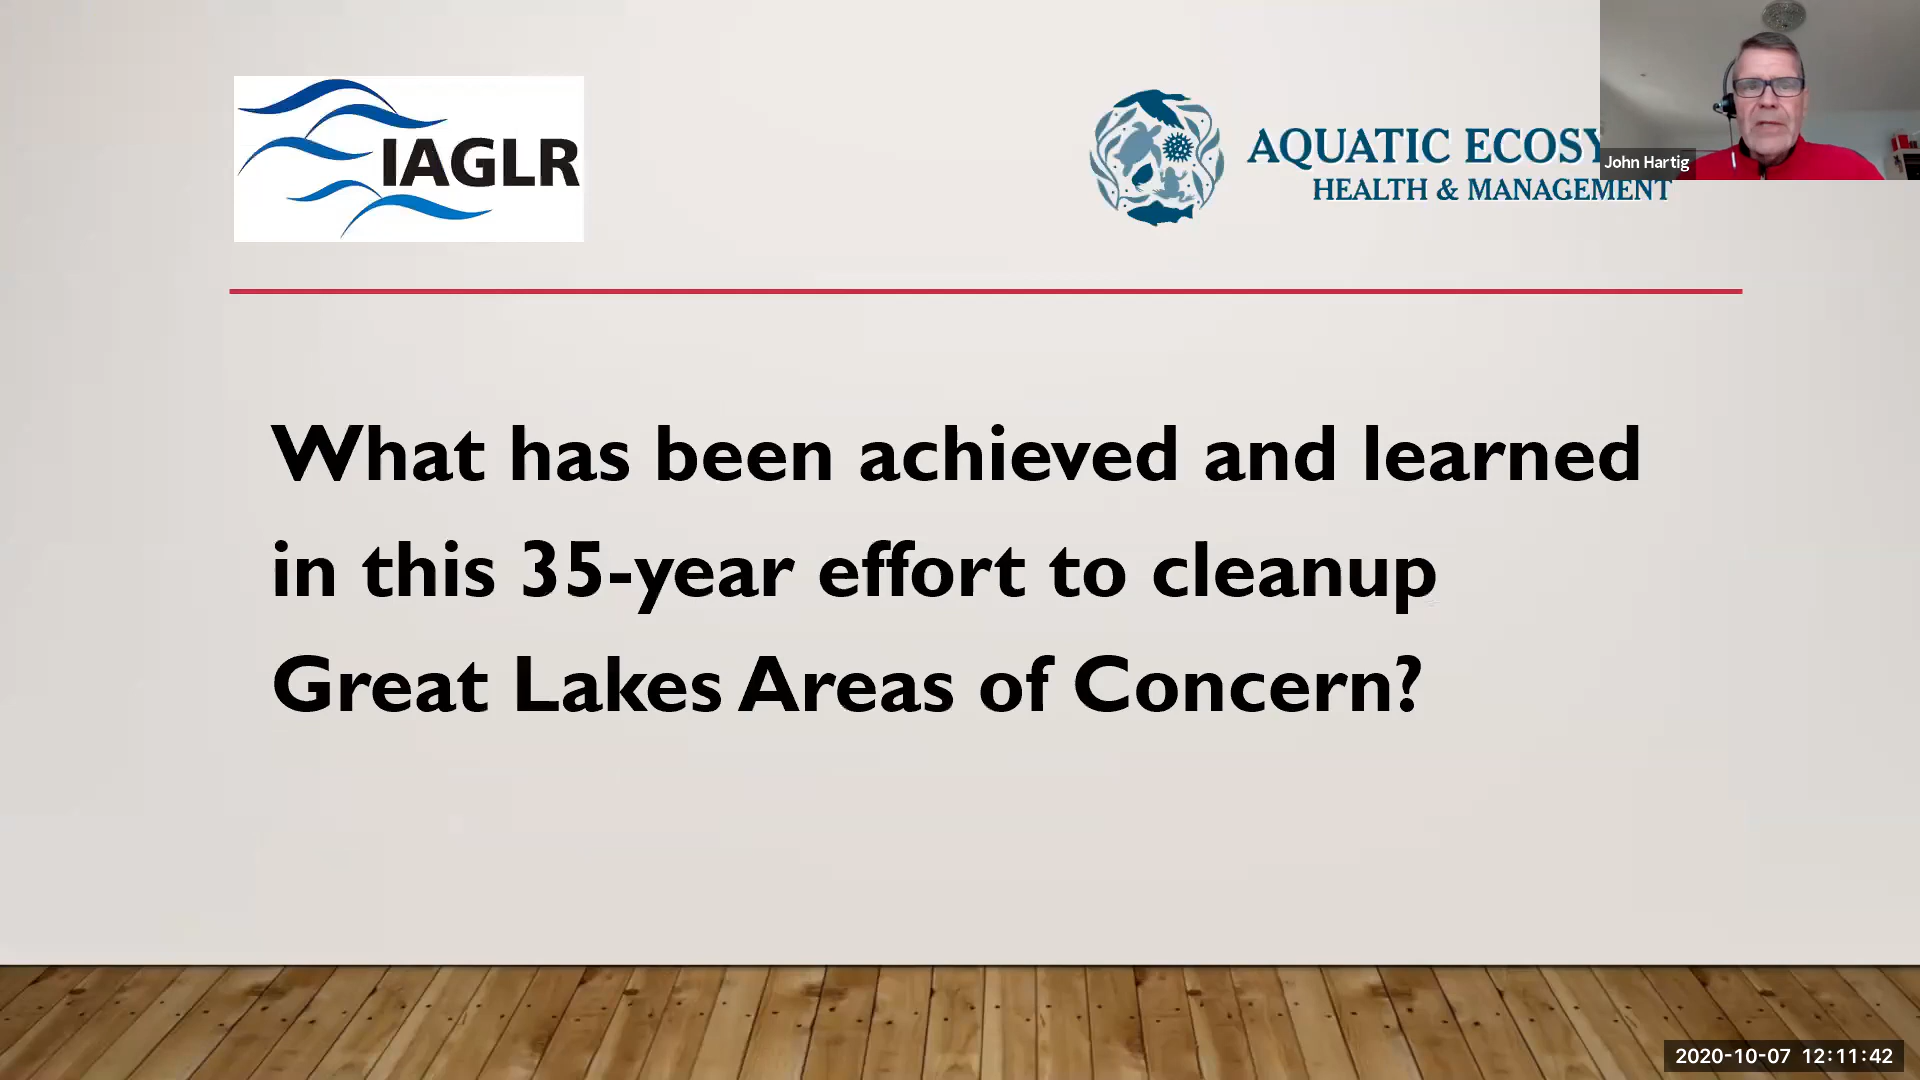 IAGLR
AQUATIC ECOSY
HEALTH & MANAGEMENT
John Hartig
What has been achieved and learned
in this 35-year effort to cleanup
Great Lakes Areas of Concern?
2020-10-07 12:11:42